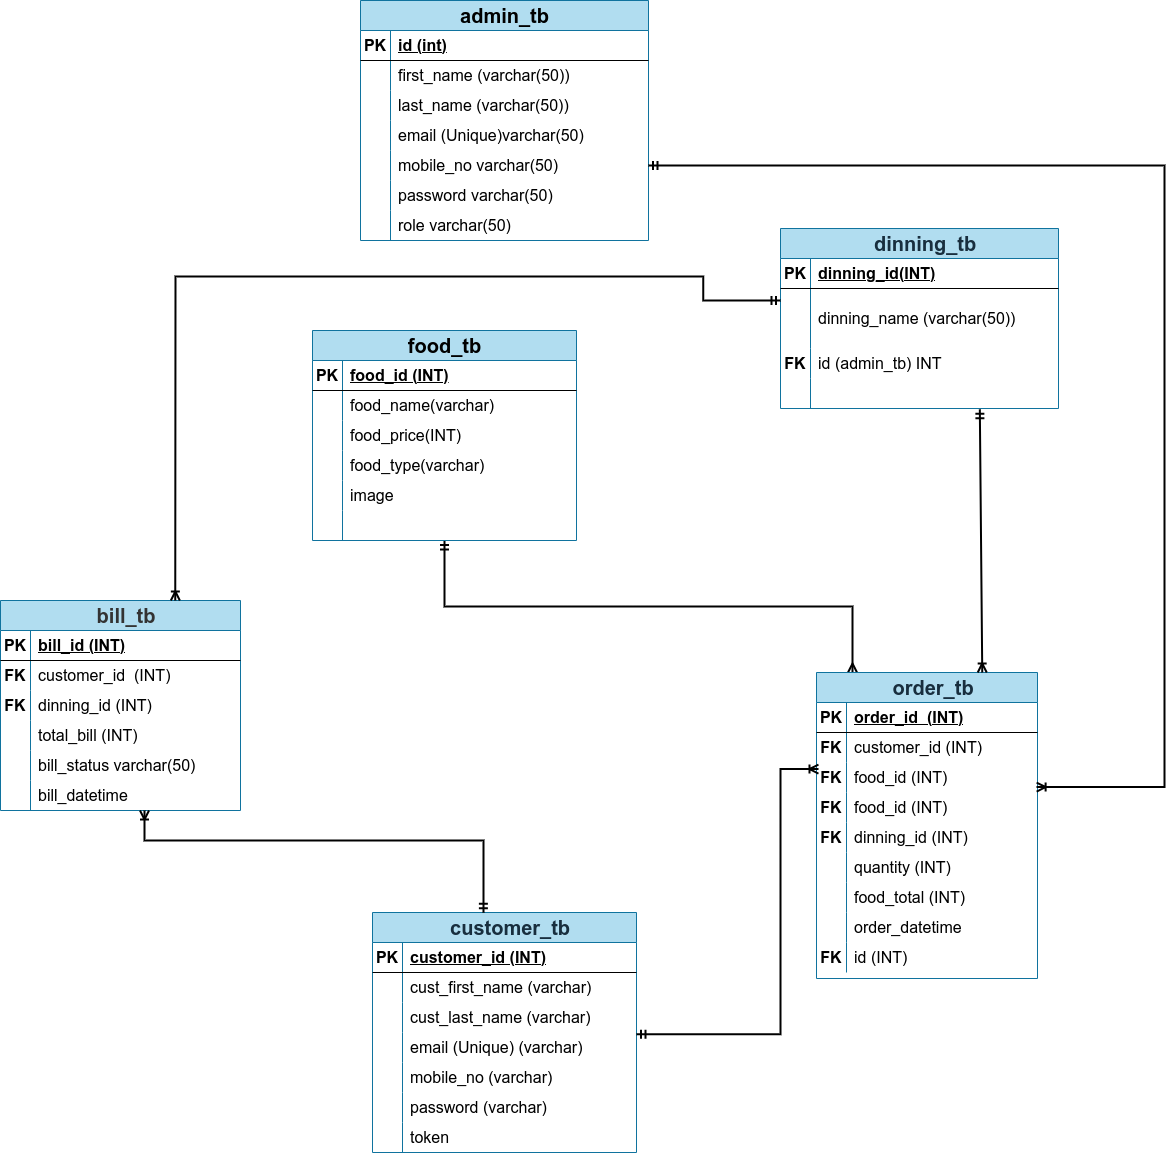 admin_tb
PK id (int)
first_name (varchar(50))
last_name (varchar(50))
email (Unique)varchar(50)
mobile_no varchar(50)
password varchar(50)
role varchar(50)
dinning_tb
PK dinning_id(INT)
dinning_name (varchar(50))
FK id (admin_tb) INT
food_tb
PK food_id (INT)
food_name(varchar)
food_price(INT)
food_type(varchar)
image
bill_tb
PK bill_id (INT)
FK customer_id  (INT)
FK dinning_id (INT)
total_bill (INT)
bill_status varchar(50)
bill_datetime
order_tb
PK order_id  (INT)
FK customer_id (INT)
FK food_id (INT)
FK food_id (INT)
FK dinning_id (INT)
quantity (INT)
food_total (INT)
order_datetime
FK id (INT)
customer_tb
PK customer_id (INT)
cust_first_name (varchar)
cust_last_name (varchar)
email (Unique) (varchar)
mobile_no (varchar)
password (varchar)
token